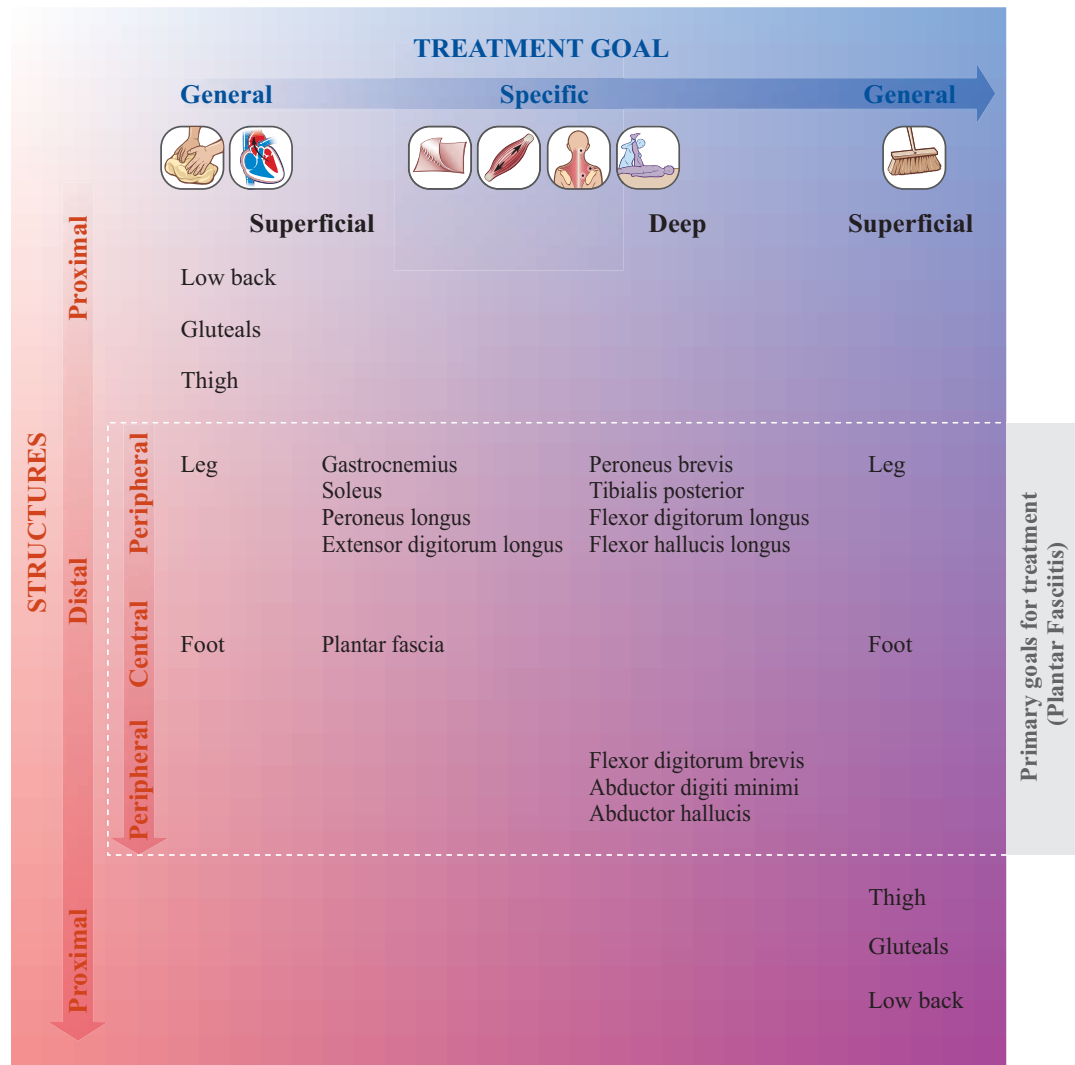 TREATMENT GOAL
General
Specific
General
Superficial
Deep
Superficial
STRUCTURES
Proximal
Distal
Proximal
Peripheral
Central
Peripheral
Low back
Gluteals
Thigh
Leg
Gastrocnemius
Soleus
Peroneus longus
Extensor digitorum longus
Peroneus brevis
Tibialis posterior
Flexor digitorum longus
Flexor hallucis longus
Leg
Foot
Plantar fascia
Foot
Flexor digitorum brevis
Abductor digiti minimi
Abductor hallucis
Thigh
Gluteals
Low back
Primary goals for treatment
(Plantar Fasciitis)